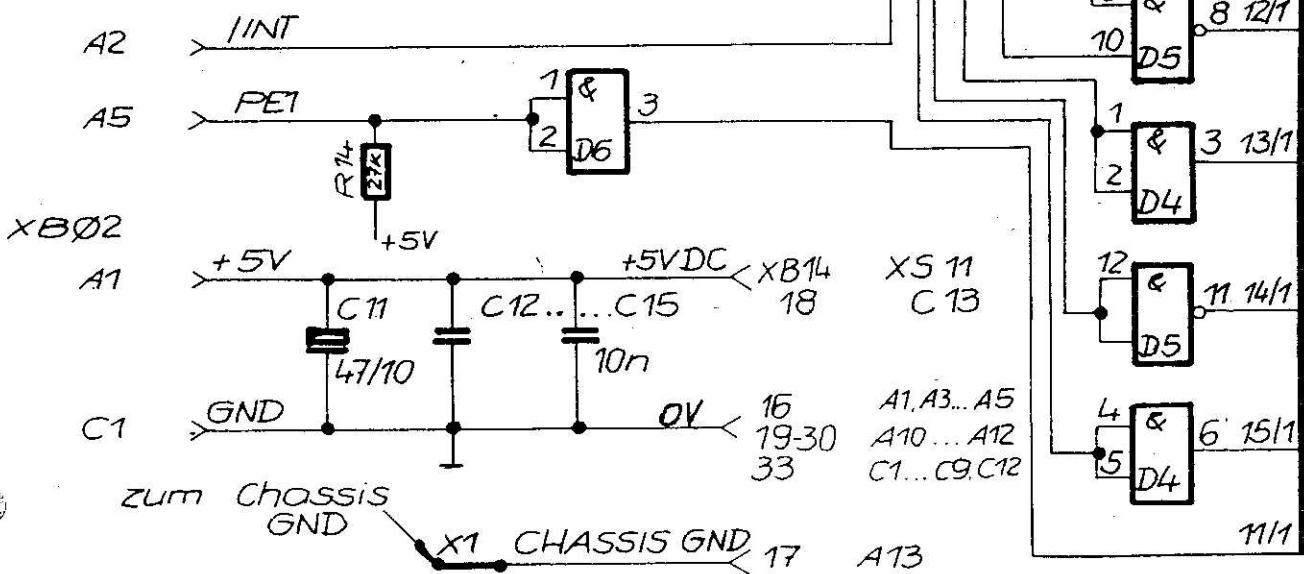 & 8 12/1
10 D5
A2 /INT
A5 PE1 1 & 3
2 D6
R14 27K
+5V
1 & 3 13/1
2 D4
XBØ2
A1 +5V +5VDC XB14 XS 11
18 C 13
C11 C12.. ...C15
47/10 10n
12 & 11 14/1
D5
C1 GND 0V 16 A1,A3...A5
19-30 A10...A12
33 C1...C9,C12
4 & 6 15/1
5 D4
zum Chassis
GND
X1 CHASSIS GND 17 A13
11/1